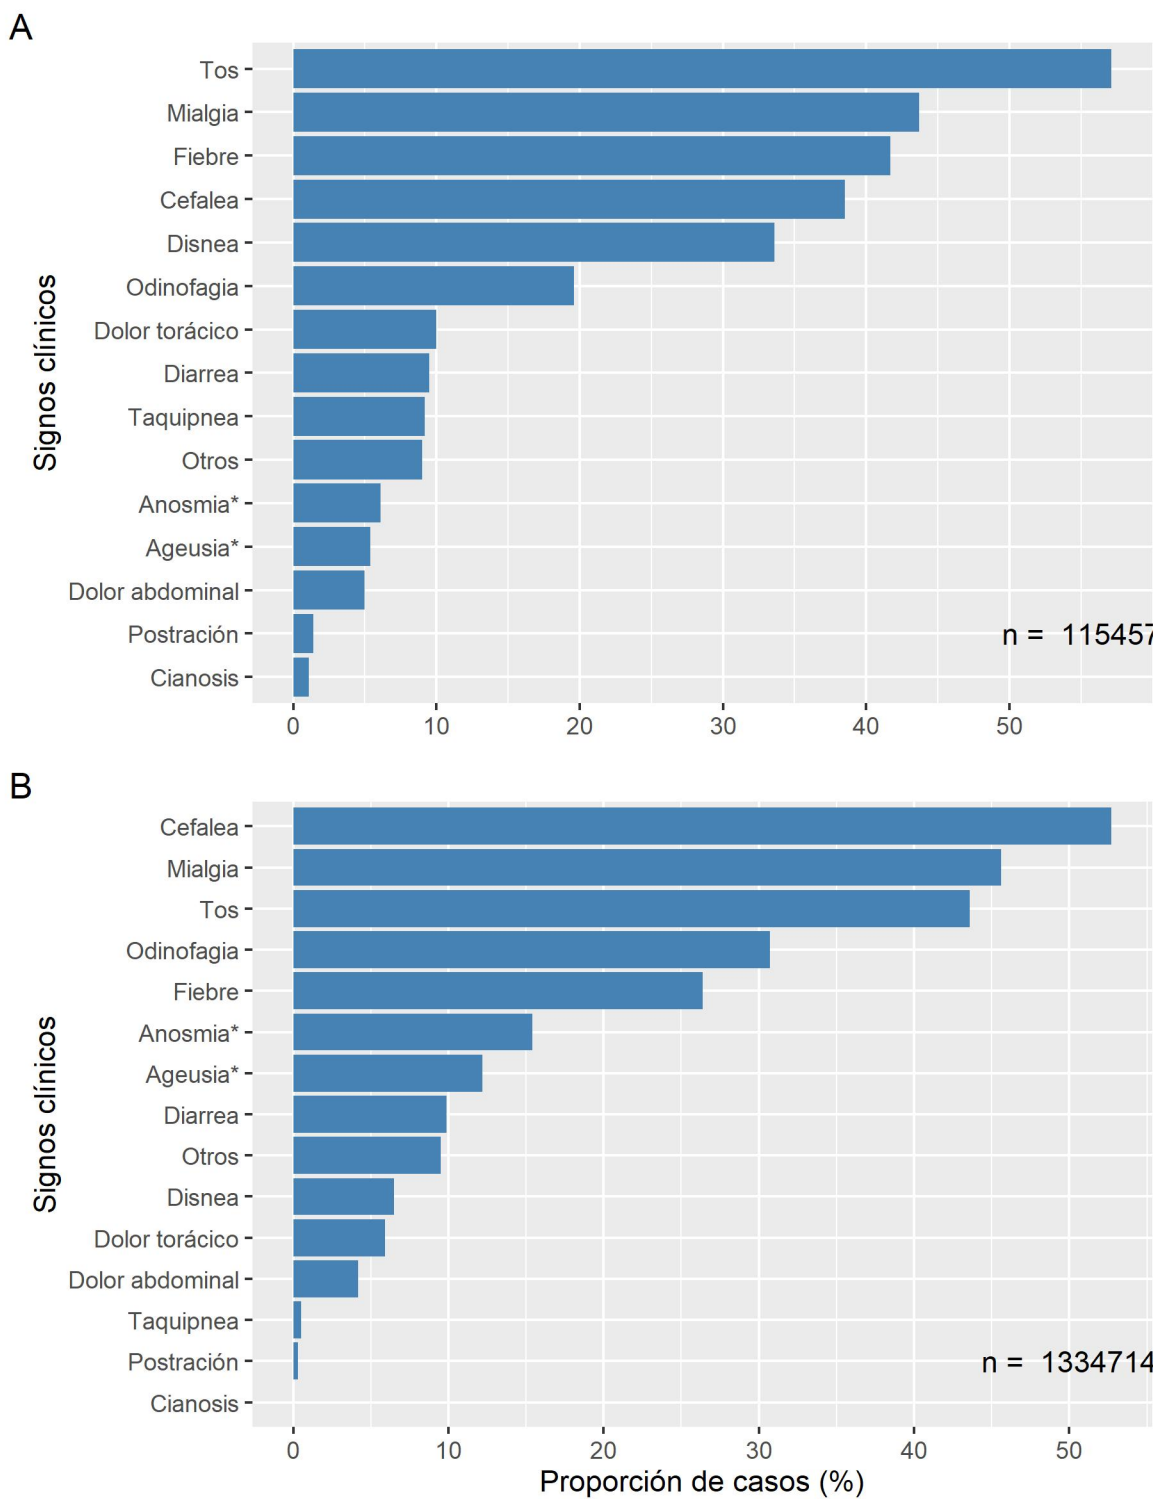 A
Tos
Mialgia
Fiebre
Cefalea
Disnea
Odinofagia
Dolor torácico
Diarrea
Taquipnea
Otros
Anosmia*
Ageusia*
Dolor abdominal
Postración
Cianosis
Signos clínicos
n = 115457
0 10 20 30 40 50
B
Cefalea
Mialgia
Tos
Odinofagia
Fiebre
Anosmia*
Ageusia*
Diarrea
Otros
Disnea
Dolor torácico
Dolor abdominal
Taquipnea
Postración
Cianosis
Signos clínicos
n = 1334714
0 10 20 30 40 50
Proporción de casos (%)